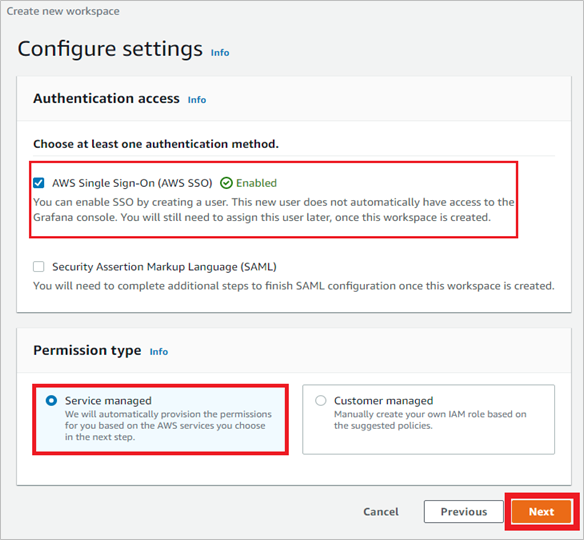 Create new workspace
Configure settings Info
Authentication access Info
Choose at least one authentication method.
AWS Single Sign-On (AWS SSO) Enabled
You can enable SSO by creating a user. This new user does not automatically have access to the
Grafana console. You will still need to assign this user later, once this workspace is created.
Security Assertion Markup Language (SAML)
You will need to complete additional steps to finish SAML configuration once this workspace is created.
Permission type Info
Service managed
We will automatically provision the permissions
for you based on the AWS services you choose
in the next step.
Customer managed
Manually create your own IAM role based on
the suggested policies.
Cancel Previous Next